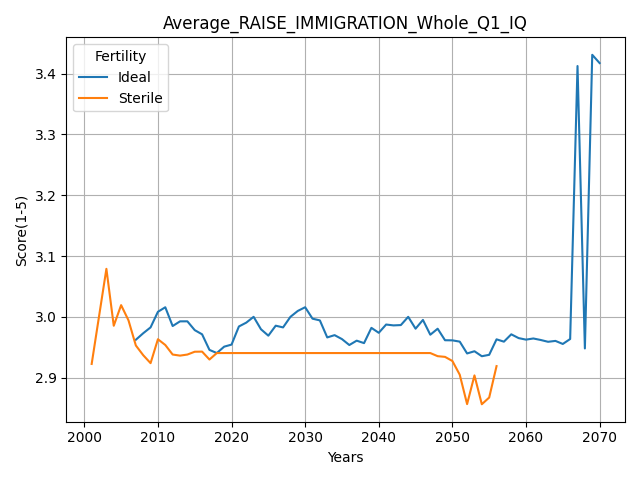 Average_RAISE_IMMIGRATION_Whole_Q1_IQ
Fertility
Ideal
Sterile
Score(1-5)
3.4
3.3
3.2
3.1
3.0
2.9
2000
2010
2020
2030
2040
2050
2060
2070
Years